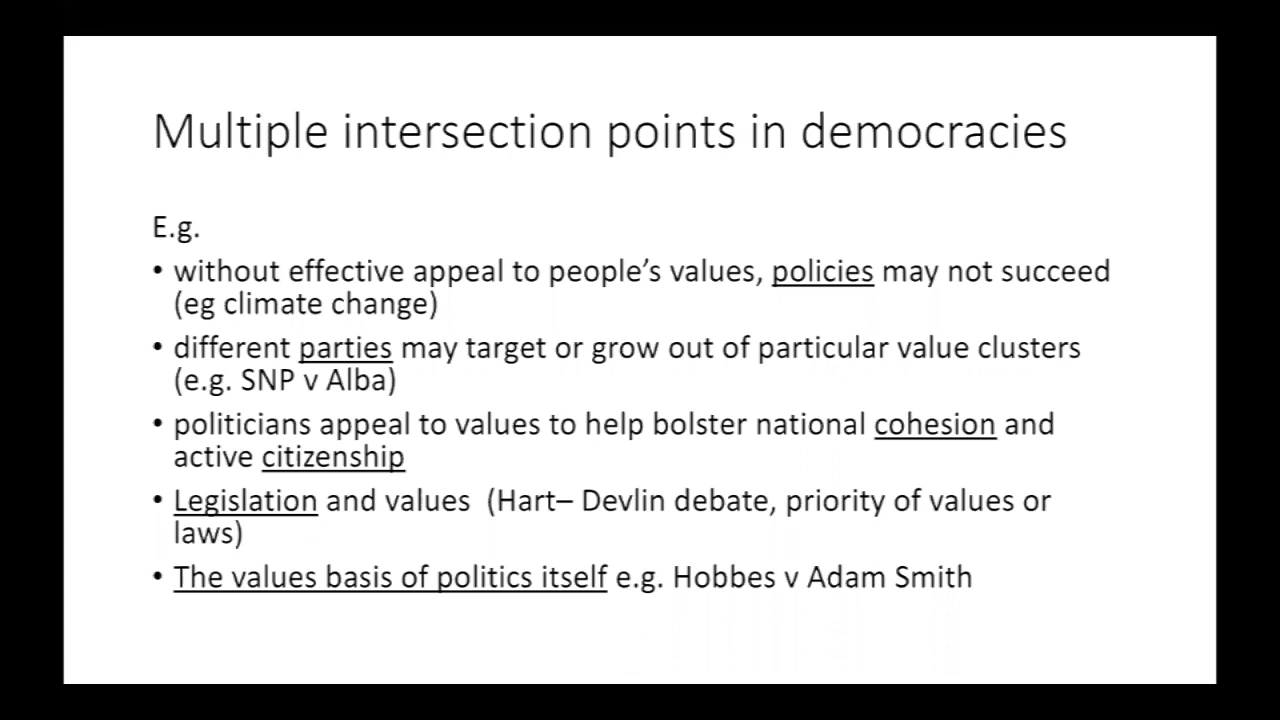 Multiple intersection points in democracies
E.g.
• without effective appeal to people’s values, policies may not succeed
(eg climate change)
• different parties may target or grow out of particular value clusters
(e.g. SNP v Alba)
• politicians appeal to values to help bolster national cohesion and
active citizenship
• Legislation and values  (Hart– Devlin debate, priority of values or
laws)
• The values basis of politics itself e.g. Hobbes v Adam Smith